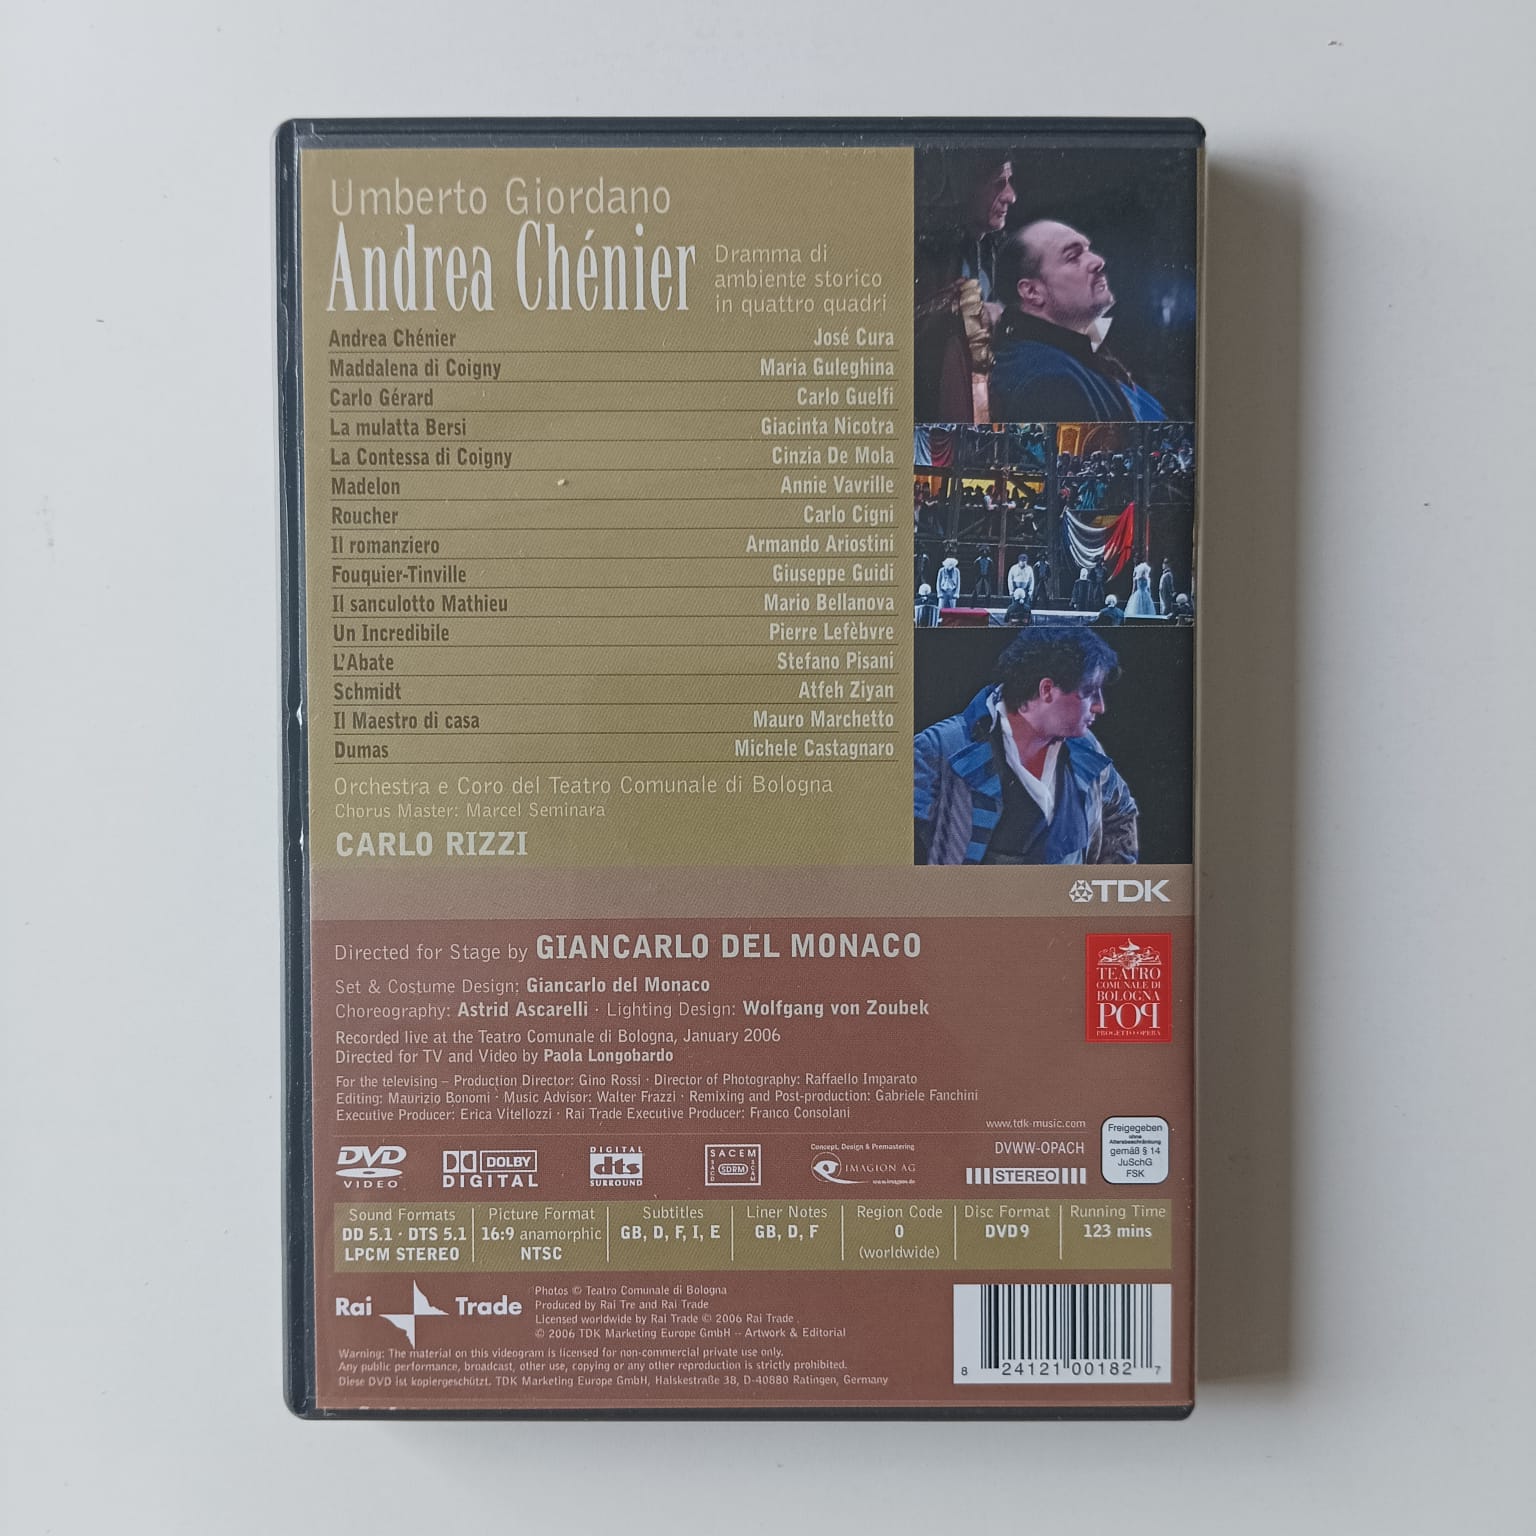 Umberto Giordano
Andrea Chénier
Dramma di
ambiente storico
in quattro quadri
Andrea Chénier José Cura
Maddalena di Coigny Maria Guleghina
Carlo Gérard Carlo Guelfi
La mulatta Bersi Giacinta Nicotra
La Contessa di Coigny Cinzia De Mola
Madelon Annie Vavrille
Roucher Carlo Cigni
Il romanziero Armando Ariostini
Fouquier-Tinville Giuseppe Guidi
Il sanculotto Mathieu Mario Bellanova
Un Incredibile Pierre Lefèbvre
L'Abate Stefano Pisani
Schmidt Atfeh Ziyan
Il Maestro di casa Mauro Marchetto
Dumas Michele Castagnaro
Orchestra e Coro del Teatro Comunale di Bologna
Chorus Master: Marcel Seminara
CARLO RIZZI
TDK
Directed for Stage by GIANCARLO DEL MONACO
Set & Costume Design: Giancarlo del Monaco
Choreography: Astrid Ascarelli · Lighting Design: Wolfgang von Zoubek
Recorded live at the Teatro Comunale di Bologna, January 2006
Directed for TV and Video by Paola Longobardo
TEATRO
COMUNALE DI
BOLOGNA
POP
PROGETTO OPERA
For the televising – Production Director: Gino Rossi · Director of Photography: Raffaello Imparato
Editing: Maurizio Bonomi · Music Advisor: Walter Frazzi · Remixing and Post-production: Gabriele Fanchini
Executive Producer: Erica Vitellozzi · Rai Trade Executive Producer: Franco Consolani
www.tdk-music.com
DVD
VIDEO
DOLBY
DIGITAL
DIGITAL
dts
SURROUND
SACEM
SACD
SDRM
SCAM
Concept, Design & Premastering
IMAGION AG
www.imagion.de
DVWW-OPACH
STEREO
Freigegeben
ohne
Altersbeschränkung
gemäß § 14
JuSchG
FSK
Sound Formats
DD 5.1 · DTS 5.1
LPCM STEREO
Picture Format
16:9 anamorphic
NTSC
Subtitles
GB, D, F, I, E
Liner Notes
GB, D, F
Region Code
0
(worldwide)
Disc Format
DVD 9
Running Time
123 mins
Rai Trade
Photos © Teatro Comunale di Bologna
Produced by Rai Tre and Rai Trade
Licensed worldwide by Rai Trade © 2006 Rai Trade
© 2006 TDK Marketing Europe GmbH – Artwork & Editorial
Warning: The material on this videogram is licensed for non-commercial private use only.
Any public performance, broadcast, other use, copying or any other reproduction is strictly prohibited.
Diese DVD ist kopiergeschützt. TDK Marketing Europe GmbH, Halskestraße 38, D-40880 Ratingen, Germany
8 24121 00182 7